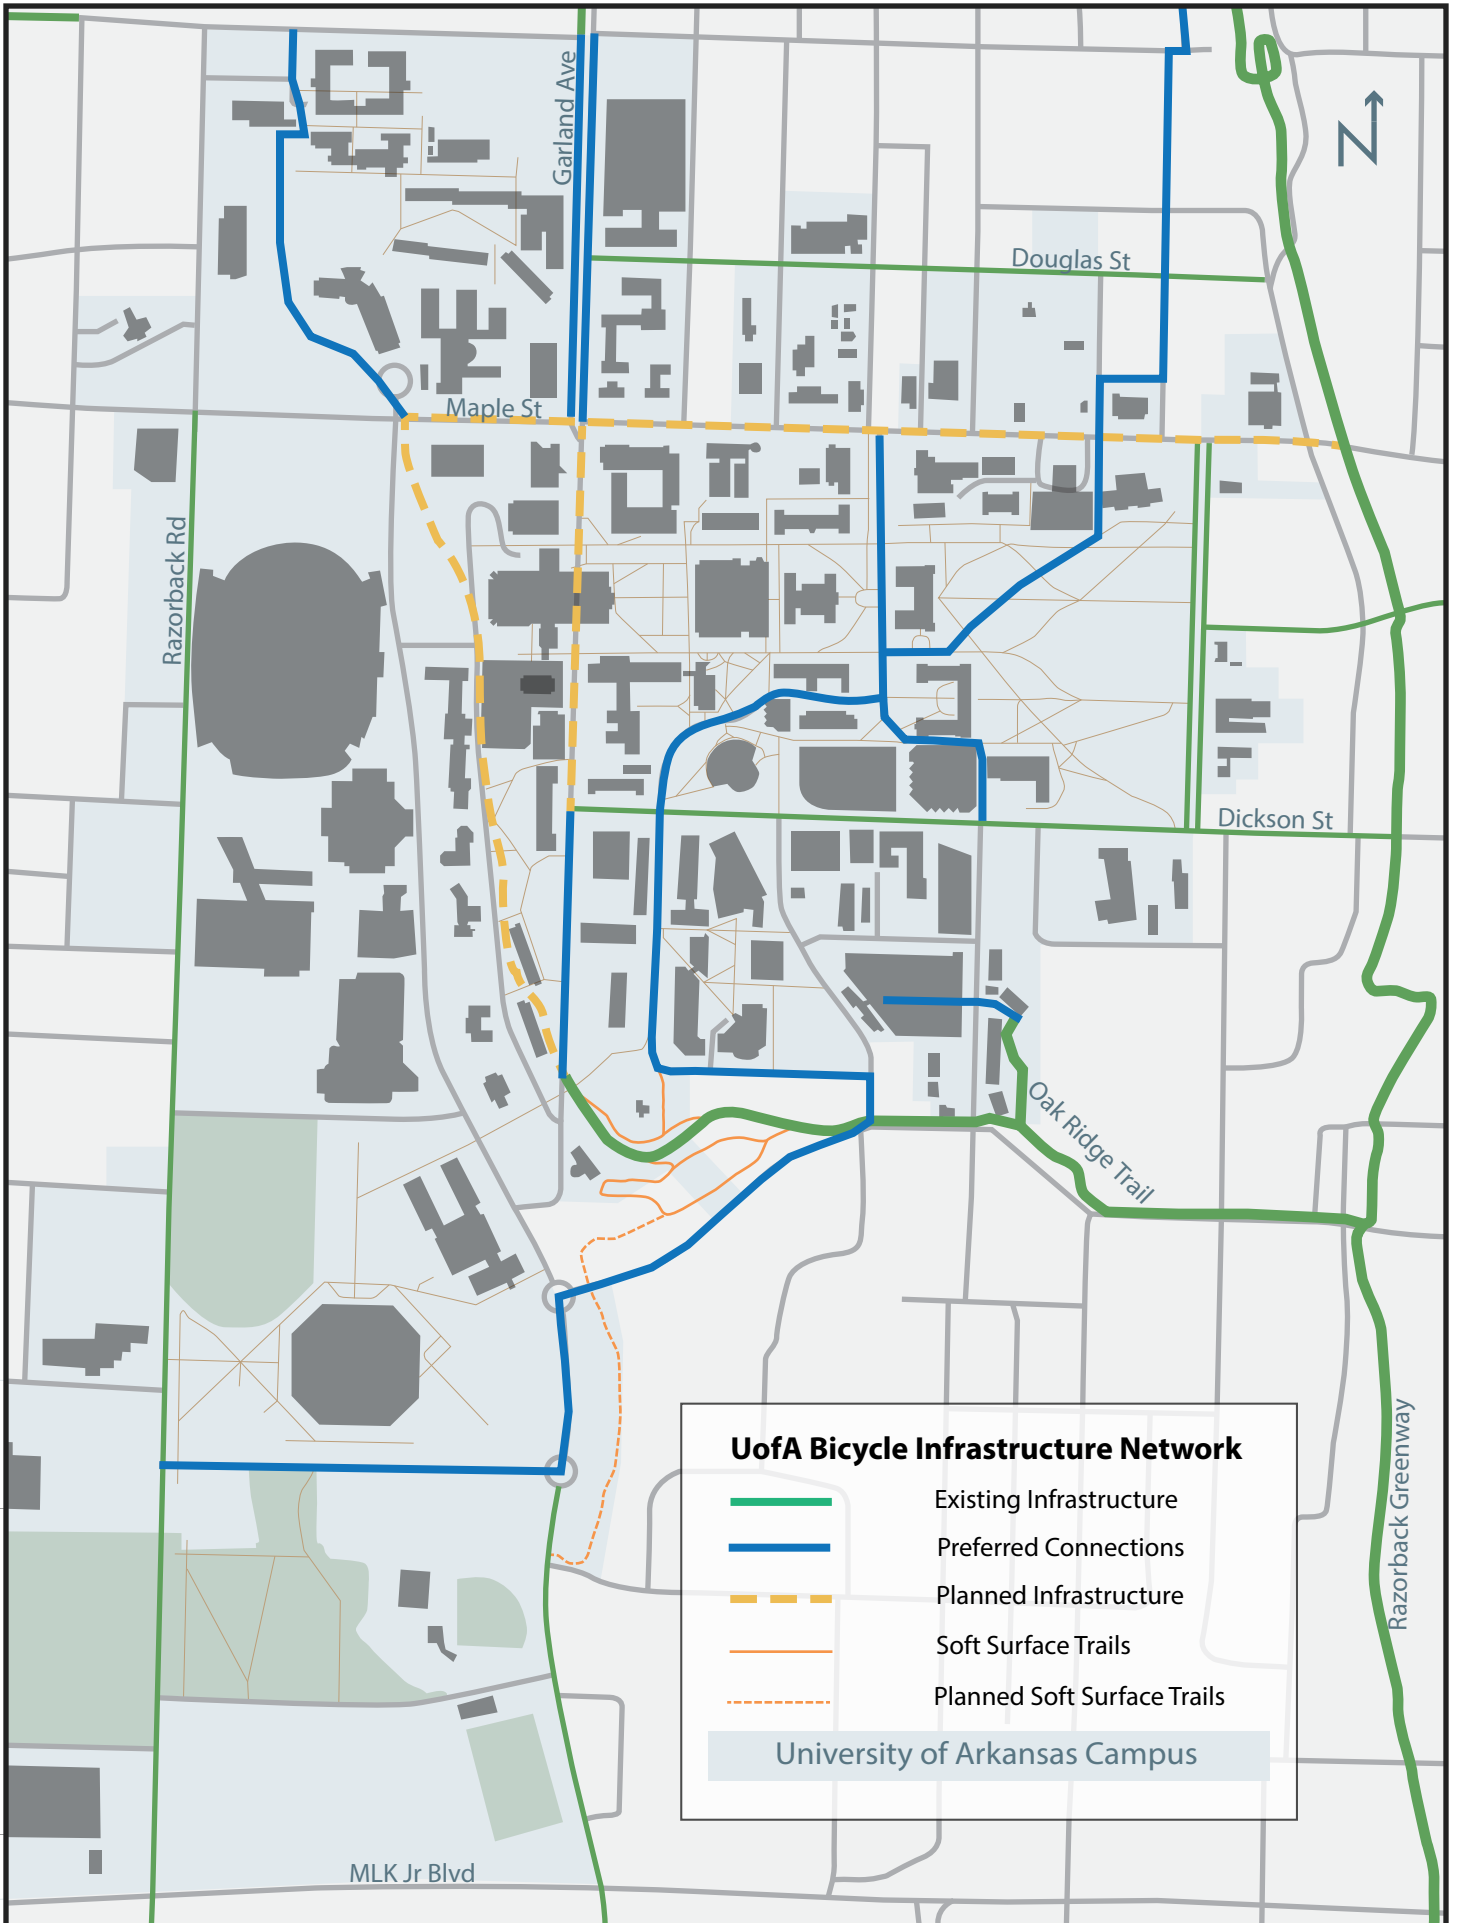 Garland Ave
N
Douglas St
Maple St
Razorback Rd
Dickson St
Oak Ridge Trail
Razorback Greenway
UofA Bicycle Infrastructure Network
Existing Infrastructure
Preferred Connections
Planned Infrastructure
Soft Surface Trails
Planned Soft Surface Trails
University of Arkansas Campus
MLK Jr Blvd